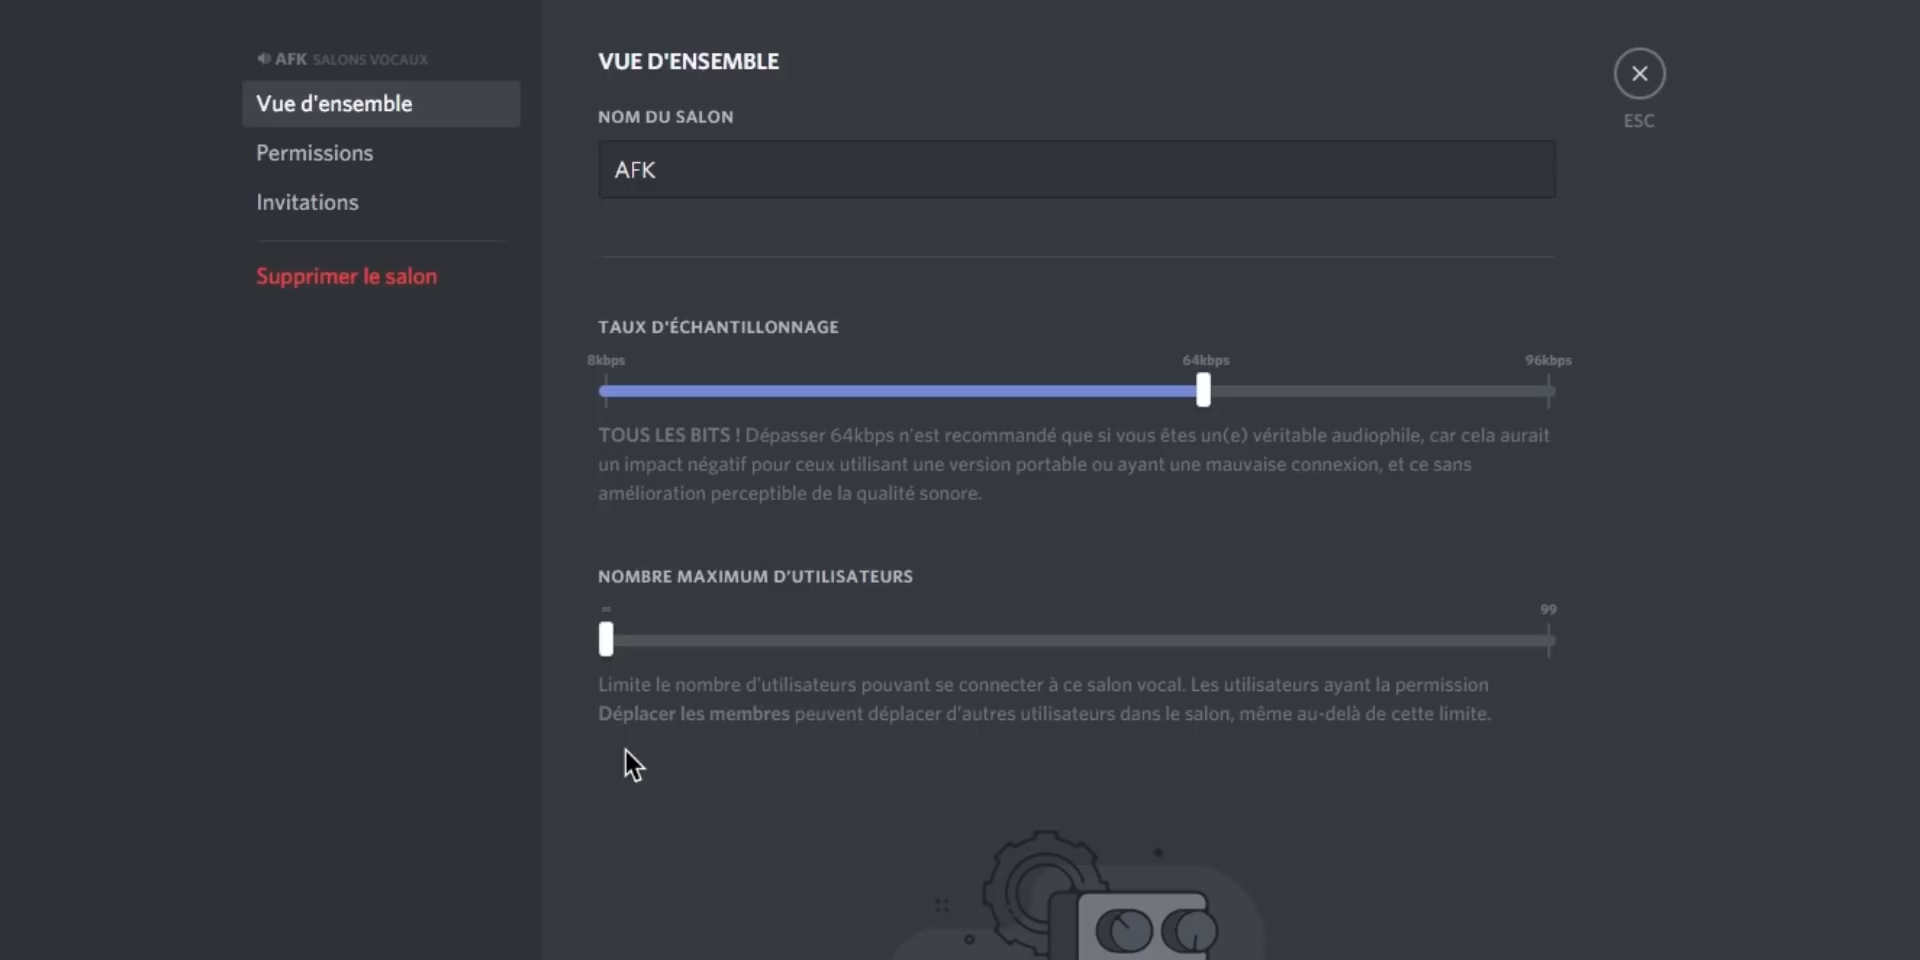 AFK SALONS VOCAUX
Vue d'ensemble
Permissions
Invitations
Supprimer le salon
VUE D'ENSEMBLE
NOM DU SALON
AFK
ESC
TAUX D'ÉCHANTILLONNAGE
8kbps 64kbps 96kbps
TOUS LES BITS ! Dépasser 64kbps n'est recommandé que si vous êtes un(e) véritable audiophile, car cela aurait
un impact négatif pour ceux utilisant une version portable ou ayant une mauvaise connexion, et ce sans
amélioration perceptible de la qualité sonore.
NOMBRE MAXIMUM D’UTILISATEURS
∞ 99
Limite le nombre d'utilisateurs pouvant se connecter à ce salon vocal. Les utilisateurs ayant la permission
Déplacer les membres peuvent déplacer d'autres utilisateurs dans le salon, même au-delà de cette limite.